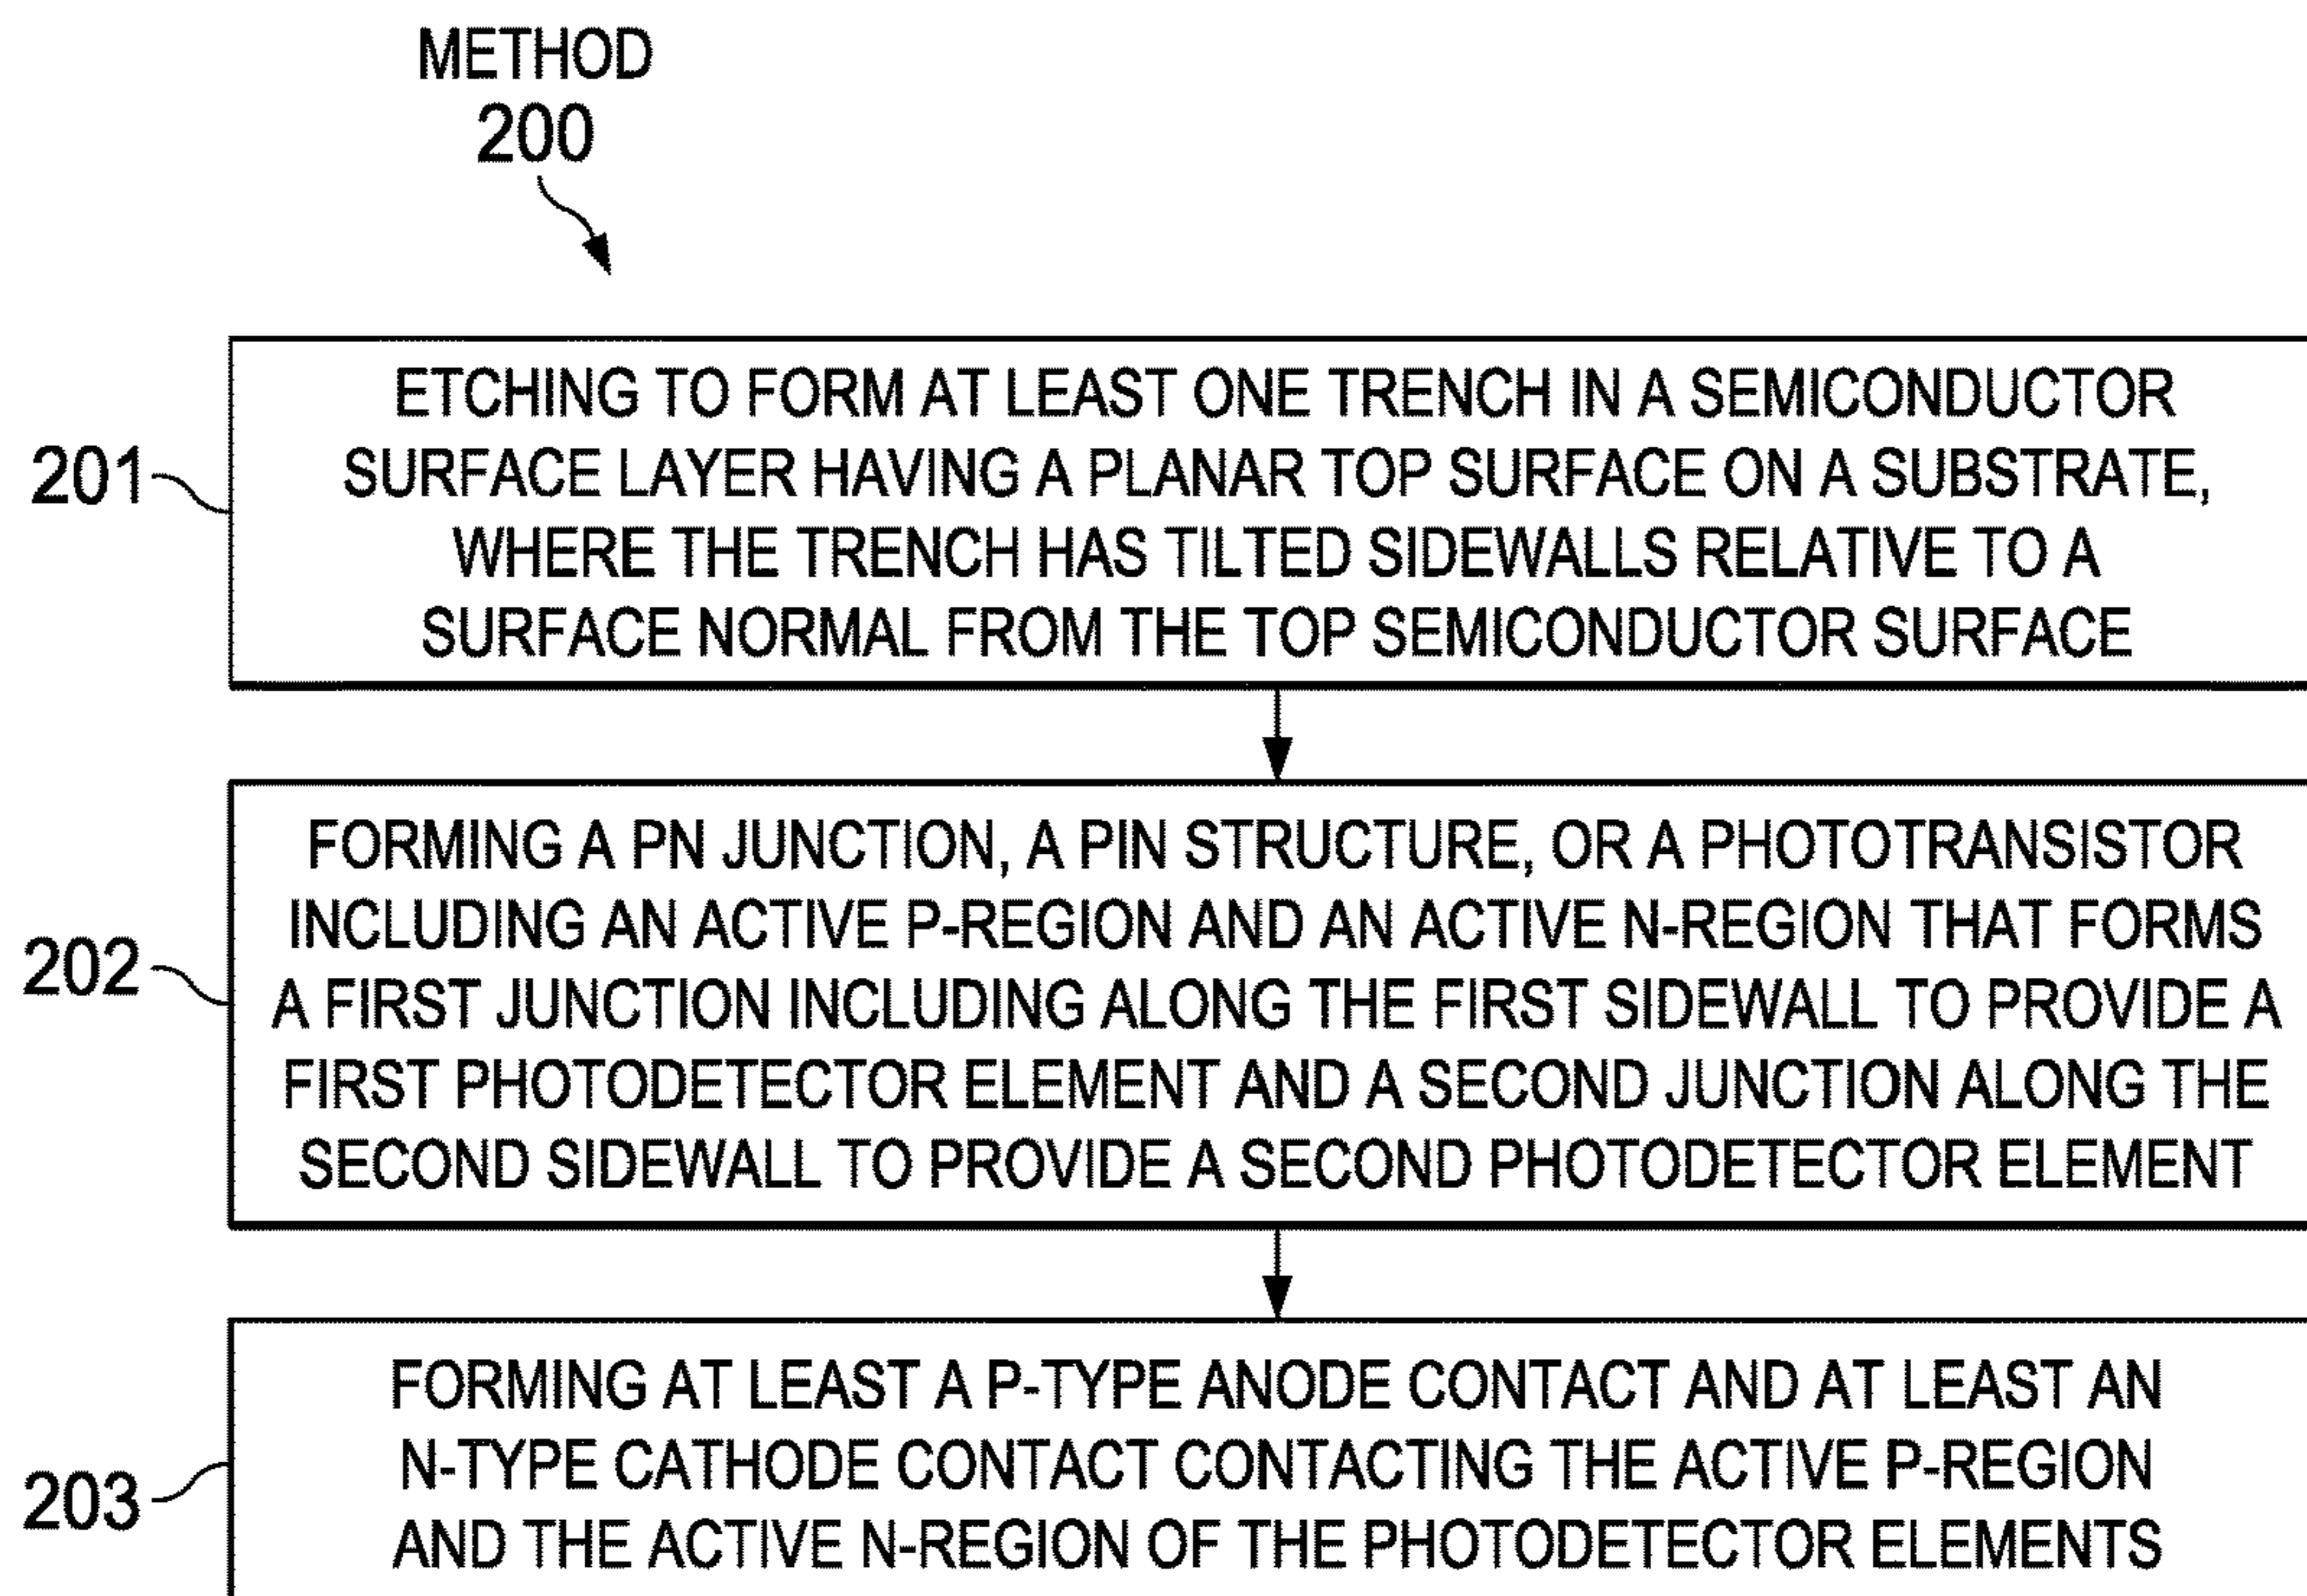 METHOD
200
201
ETCHING TO FORM AT LEAST ONE TRENCH IN A SEMICONDUCTOR
SURFACE LAYER HAVING A PLANAR TOP SURFACE ON A SUBSTRATE,
WHERE THE TRENCH HAS TILTED SIDEWALLS RELATIVE TO A
SURFACE NORMAL FROM THE TOP SEMICONDUCTOR SURFACE
202
FORMING A PN JUNCTION, A PIN STRUCTURE, OR A PHOTOTRANSISTOR
INCLUDING AN ACTIVE P-REGION AND AN ACTIVE N-REGION THAT FORMS
A FIRST JUNCTION INCLUDING ALONG THE FIRST SIDEWALL TO PROVIDE A
FIRST PHOTODETECTOR ELEMENT AND A SECOND JUNCTION ALONG THE
SECOND SIDEWALL TO PROVIDE A SECOND PHOTODETECTOR ELEMENT
203
FORMING AT LEAST A P-TYPE ANODE CONTACT AND AT LEAST AN
N-TYPE CATHODE CONTACT CONTACTING THE ACTIVE P-REGION
AND THE ACTIVE N-REGION OF THE PHOTODETECTOR ELEMENTS